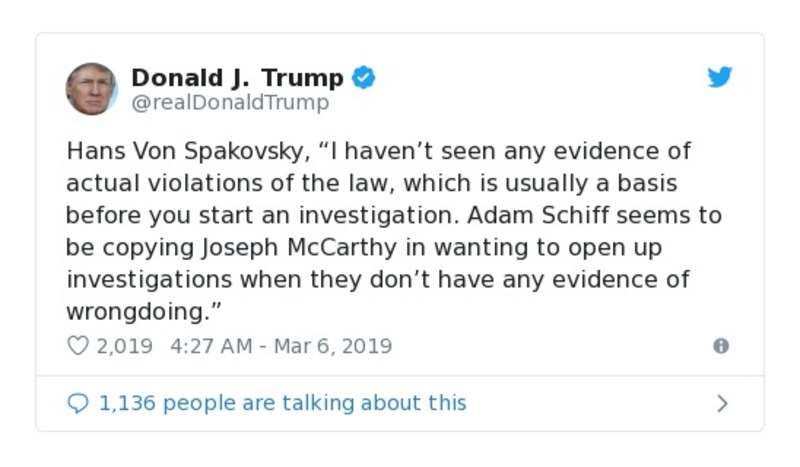 Donald J. Trump
@realDonaldTrump
Hans Von Spakovsky, “I haven’t seen any evidence of
actual violations of the law, which is usually a basis
before you start an investigation. Adam Schiff seems to
be copying Joseph McCarthy in wanting to open up
investigations when they don’t have any evidence of
wrongdoing.”
2,019 4:27 AM - Mar 6, 2019
1,136 people are talking about this